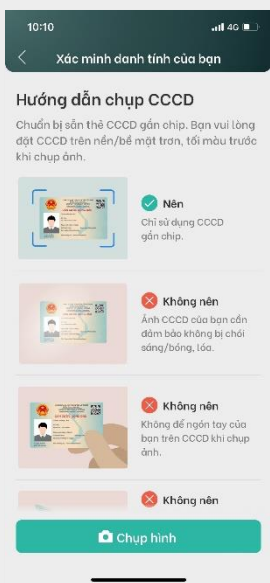 10:10
4G
Xác minh danh tính của bạn
Hướng dẫn chụp CCCD
Chuẩn bị sẵn thẻ CCCD gắn chip. Bạn vui lòng
đặt CCCD trên nền/bề mặt trơn, tối màu trước
khi chụp ảnh.
Nên
Chỉ sử dụng CCCD
gắn chip.
Không nên
Ảnh CCCD của bạn cần
đảm bảo không bị chói
sáng/bóng, lóa.
Không nên
Không để ngón tay của
bạn trên CCCD khi chụp
ảnh.
Không nên
Chụp hình